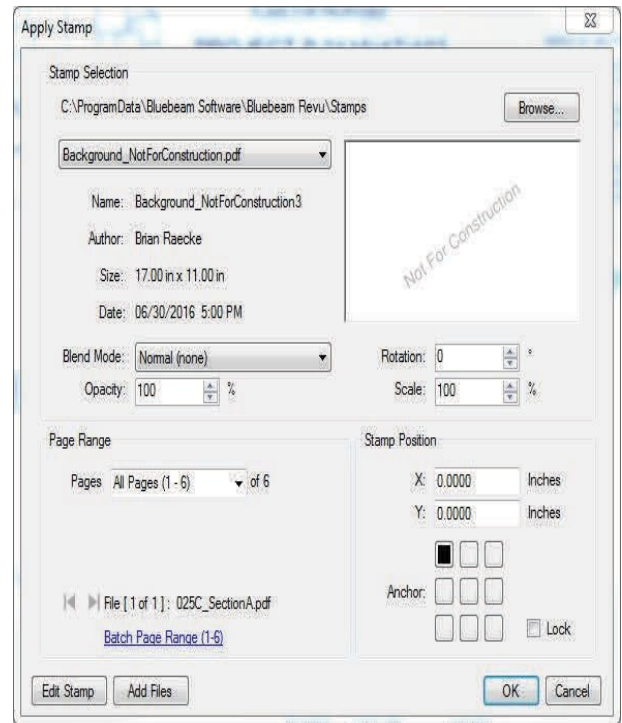 Apply Stamp
Stamp Selection
C:\ProgramData\Bluebeam Software\Bluebeam Revu\Stamps
Browse...
Background_NotForConstruction.pdf
Not For Construction
Name: Background_NotForConstruction3
Author: Brian Raecke
Size: 17.00 in x 11.00 in
Date: 06/30/2016 5:00 PM
Blend Mode: Normal (none)
Rotation: 0 °
Opacity: 100 %
Scale: 100 %
Page Range
Pages All Pages (1 - 6) of 6
File [ 1 of 1 ] : 025C_SectionA.pdf
Batch Page Range (1-6)
Stamp Position
X: 0.0000 Inches
Y: 0.0000 Inches
Anchor:
Lock
Edit Stamp
Add Files
OK
Cancel